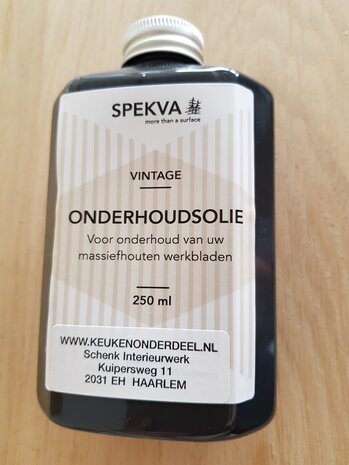 SPEKVA
more than a surface
VINTAGE
ONDERHOUDSOLIE
Voor onderhoud van uw
massiefhouten werkbladen
250 ml
WWW.KEUKENONDERDEEL.NL
Schenk Interieurwerk
Kuipersweg 11
2031 EH HAARLEM